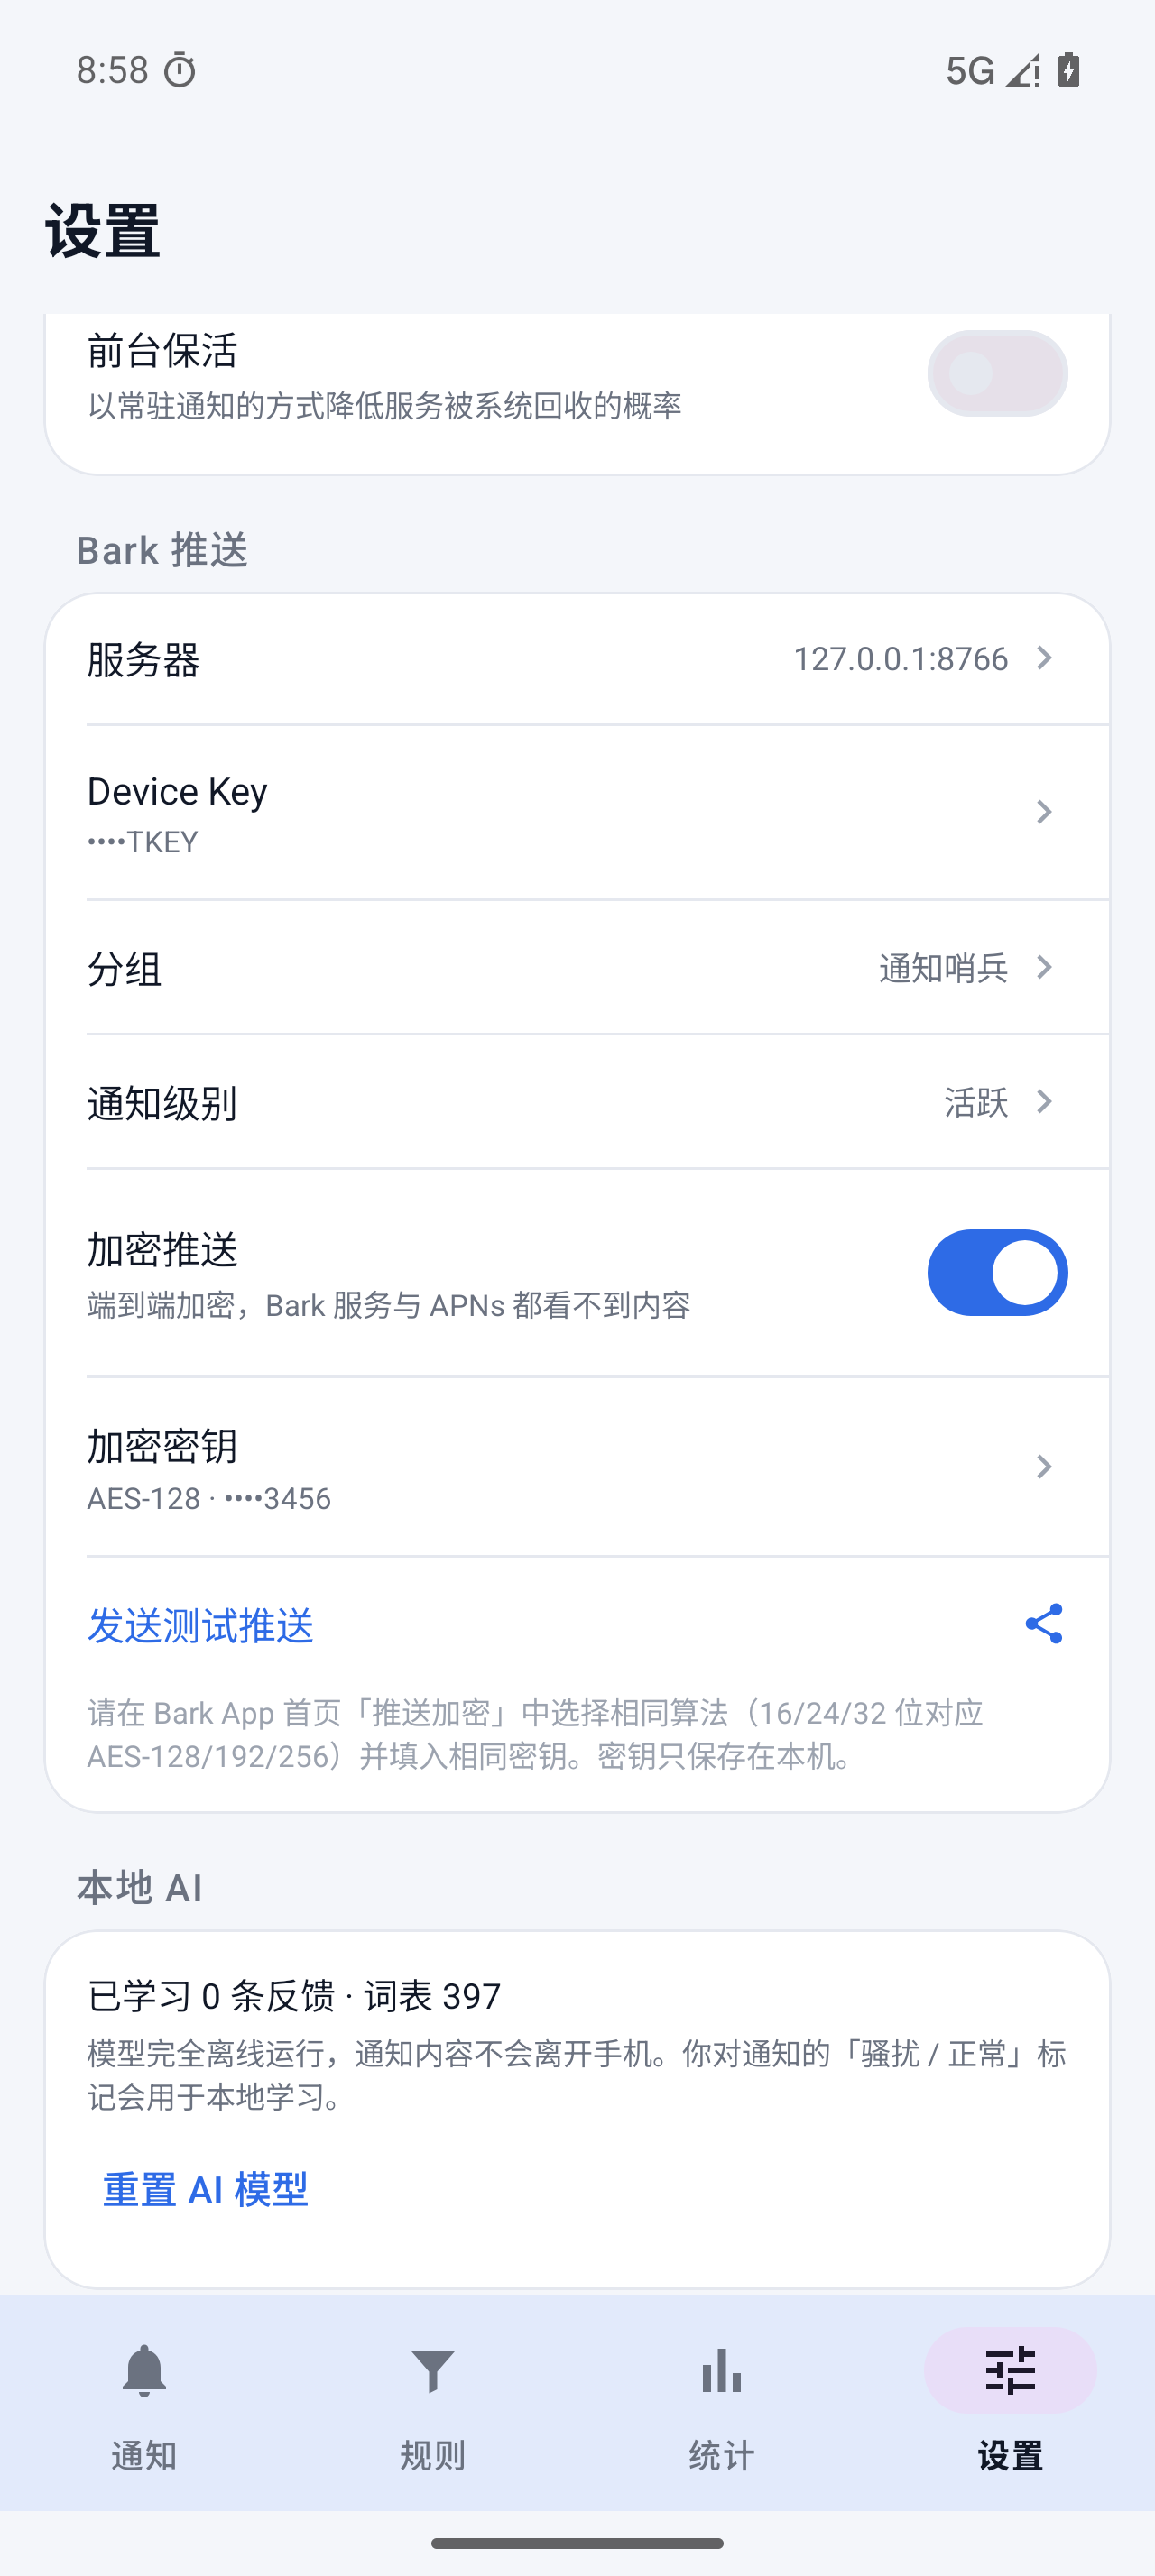 8:58
5G
设置
前台保活
以常驻通知的方式降低服务被系统回收的概率
Bark 推送
服务器
127.0.0.1:8766
Device Key
••••TKEY
分组
通知哨兵
通知级别
活跃
加密推送
端到端加密，Bark 服务与 APNs 都看不到内容
加密密钥
AES-128 · ••••3456
发送测试推送
请在 Bark App 首页「推送加密」中选择相同算法（16/24/32 位对应
AES-128/192/256）并填入相同密钥。密钥只保存在本机。
本地 AI
已学习 0 条反馈 · 词表 397
模型完全离线运行，通知内容不会离开手机。你对通知的「骚扰 / 正常」标
记会用于本地学习。
重置 AI 模型
通知
规则
统计
设置